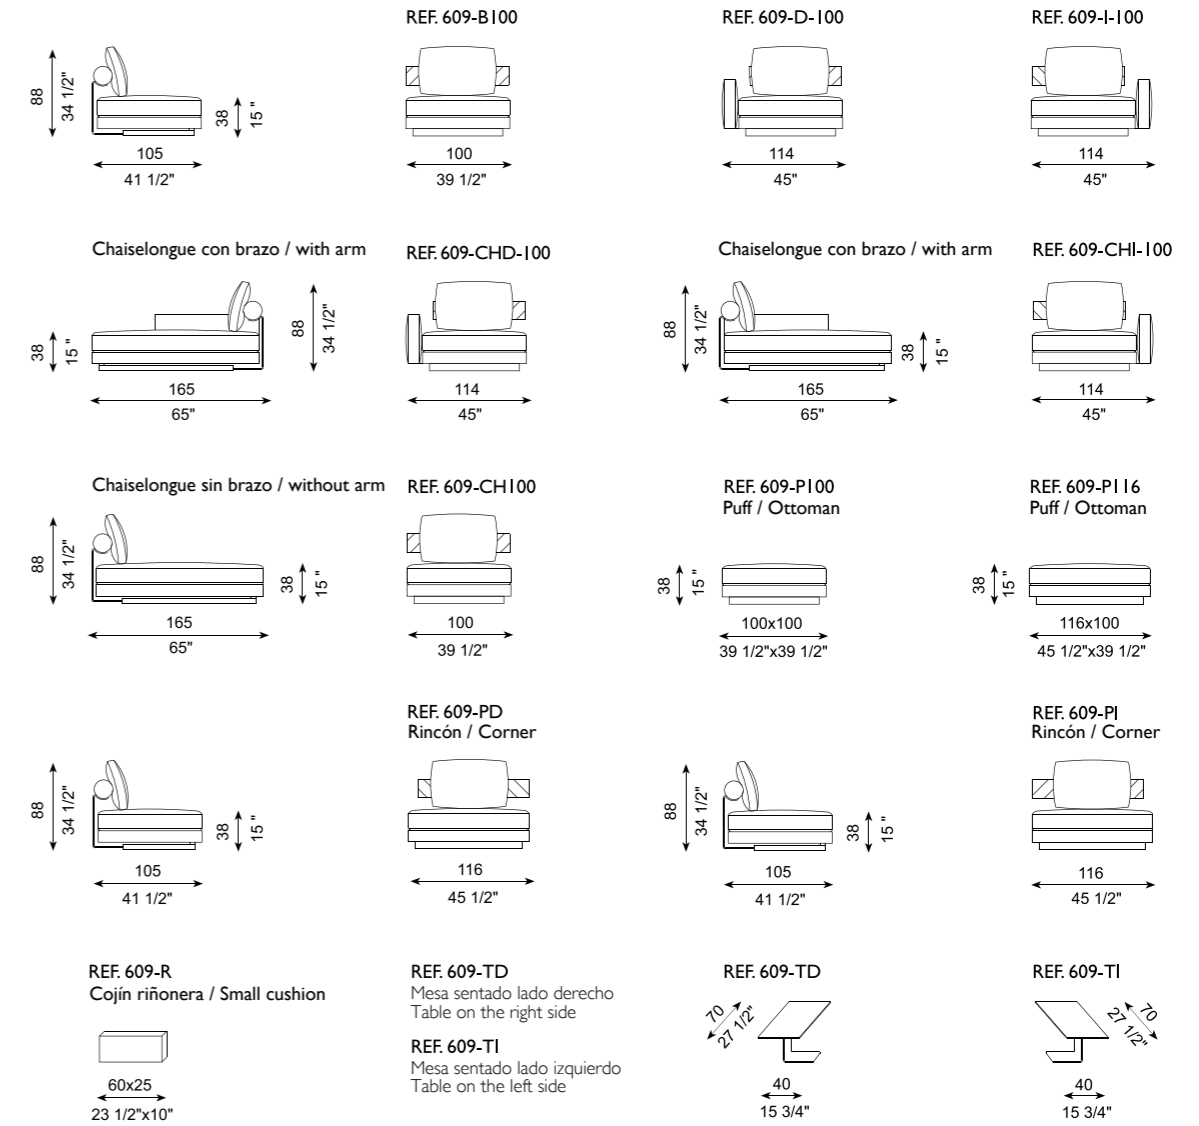 REF. 609-B100
REF. 609-D-100
REF. 609-I-100
88
34 1/2"
38
15 "
105
41 1/2"
100
39 1/2"
114
45"
114
45"
Chaiselongue con brazo / with arm
REF. 609-CHD-100
Chaiselongue con brazo / with arm
REF. 609-CHI-100
38
15 "
88
34 1/2"
165
65"
114
45"
88
34 1/2"
38
15 "
165
65"
114
45"
Chaiselongue sin brazo / without arm
REF. 609-CH100
REF. 609-P100
Puff / Ottoman
REF. 609-P116
Puff / Ottoman
88
34 1/2"
38
15 "
165
65"
100
39 1/2"
38
15 "
100x100
39 1/2"x39 1/2"
38
15 "
116x100
45 1/2"x39 1/2"
REF. 609-PD
Rincón / Corner
REF. 609-PI
Rincón / Corner
88
34 1/2"
38
15 "
105
41 1/2"
116
45 1/2"
88
34 1/2"
38
15 "
105
41 1/2"
116
45 1/2"
REF. 609-R
Cojín riñonera / Small cushion
60x25
23 1/2"x10"
REF. 609-TD
Mesa sentado lado derecho
Table on the right side
REF. 609-TI
Mesa sentado lado izquierdo
Table on the left side
REF. 609-TD
70
27 1/2"
40
15 3/4"
REF. 609-TI
70
27 1/2"
40
15 3/4"